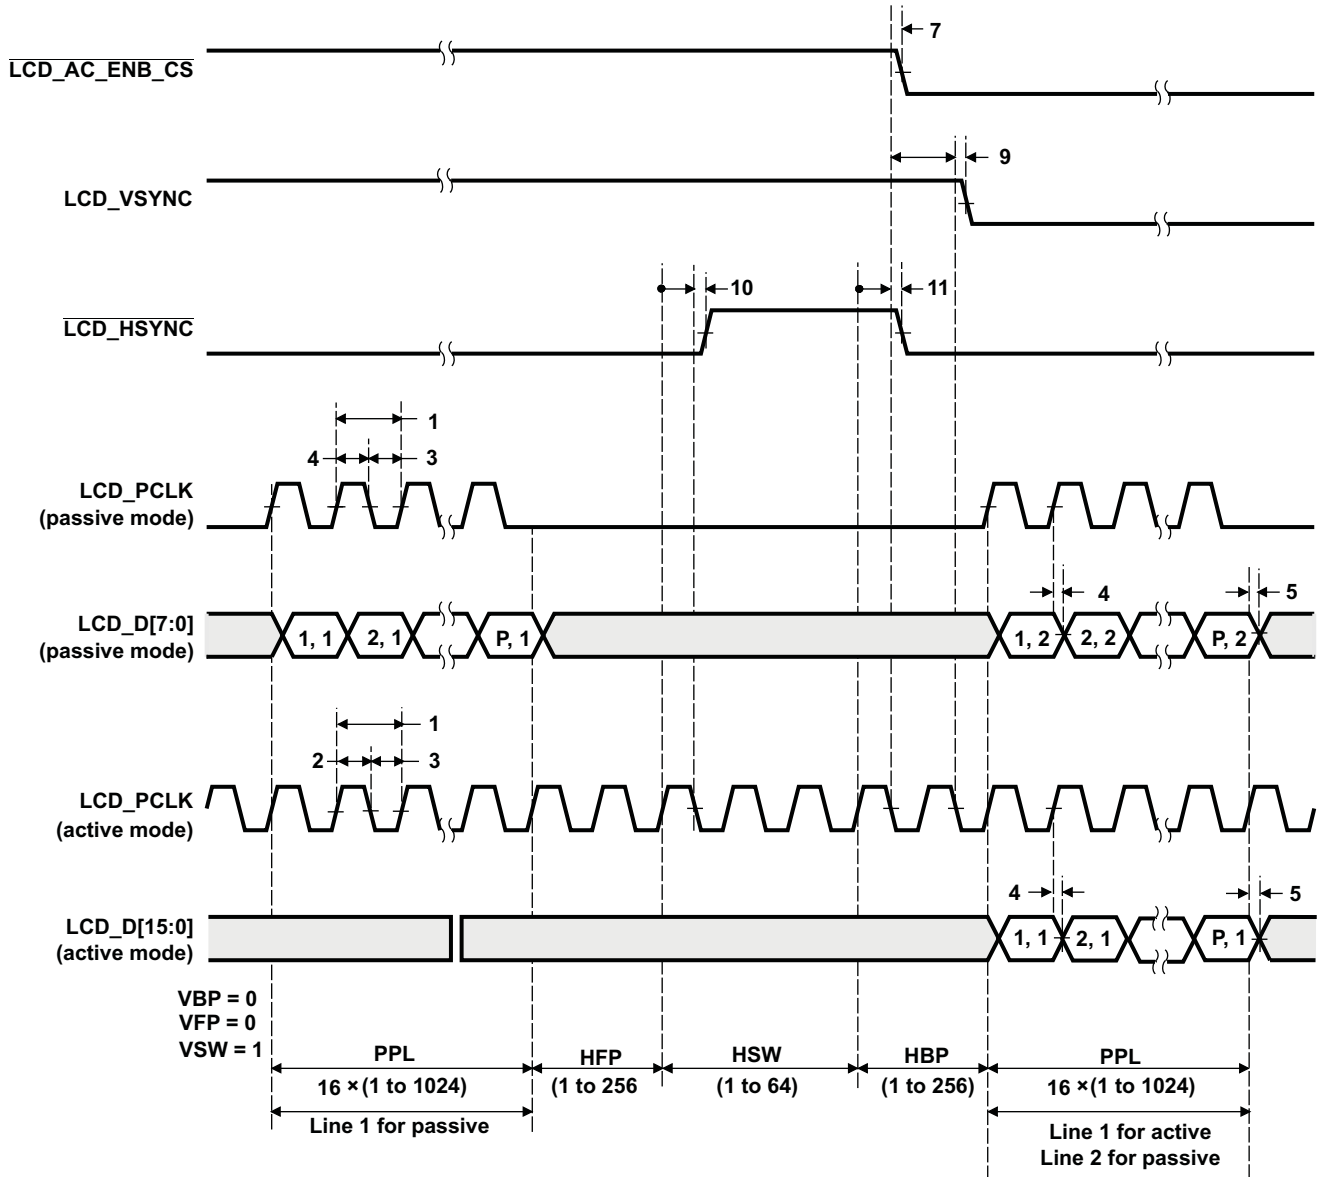 7
LCD_AC_ENB_CS
9
LCD_VSYNC
10
11
LCD_HSYNC
1
4
3
LCD_PCLK
(passive mode)
4
5
LCD_D[7:0]
(passive mode)
1, 1
2, 1
P, 1
1, 2
2, 2
P, 2
1
2
3
LCD_PCLK
(active mode)
4
5
LCD_D[15:0]
(active mode)
1, 1
2, 1
P, 1
VBP = 0
VFP = 0
VSW = 1
PPL
HFP
HSW
HBP
PPL
16 × (1 to 1024)
(1 to 256
(1 to 64)
(1 to 256)
16 × (1 to 1024)
Line 1 for passive
Line 1 for active
Line 2 for passive